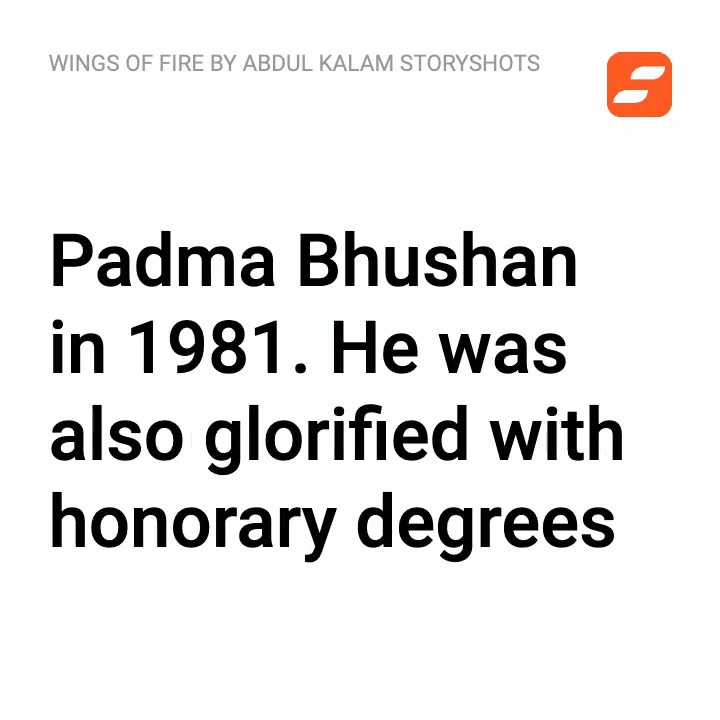 WINGS OF FIRE BY ABDUL KALAM STORYSHOTS
Padma Bhushan
in 1981. He was
also glorified with
honorary degrees